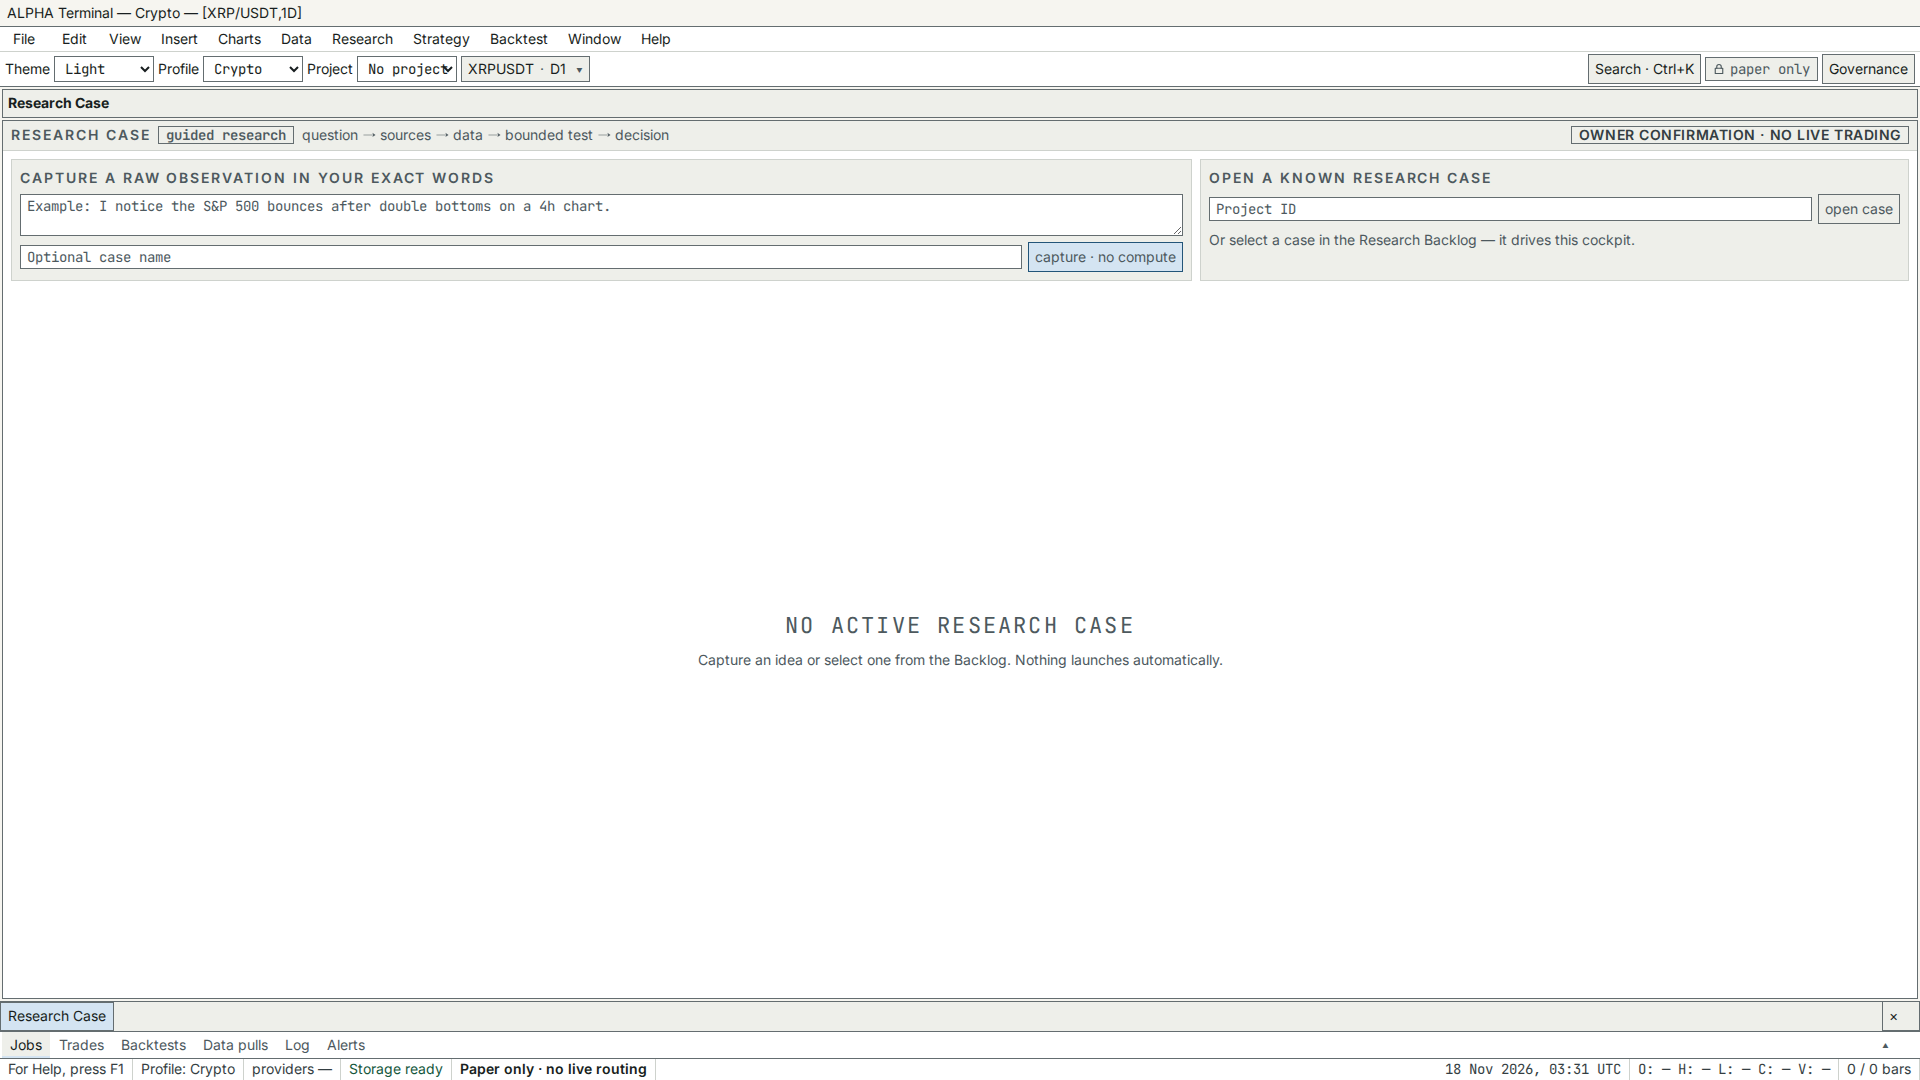 ALPHA Terminal — Crypto — [XRP/USDT,1D]
File Edit View Insert Charts Data Research Strategy Backtest Window Help
Theme Light Profile Crypto Project No project XRPUSDT · D1 ▾ Search · Ctrl+K paper only Governance
Research Case
RESEARCH CASE guided research question → sources → data → bounded test → decision OWNER CONFIRMATION · NO LIVE TRADING
CAPTURE A RAW OBSERVATION IN YOUR EXACT WORDS
Example: I notice the S&P 500 bounces after double bottoms on a 4h chart.
Optional case name capture · no compute
OPEN A KNOWN RESEARCH CASE
Project ID open case
Or select a case in the Research Backlog — it drives this cockpit.
NO ACTIVE RESEARCH CASE
Capture an idea or select one from the Backlog. Nothing launches automatically.
Research Case ×
Jobs Trades Backtests Data pulls Log Alerts ▴
For Help, press F1 Profile: Crypto providers — Storage ready Paper only · no live routing 18 Nov 2026, 03:31 UTC O: — H: — L: — C: — V: — 0 / 0 bars